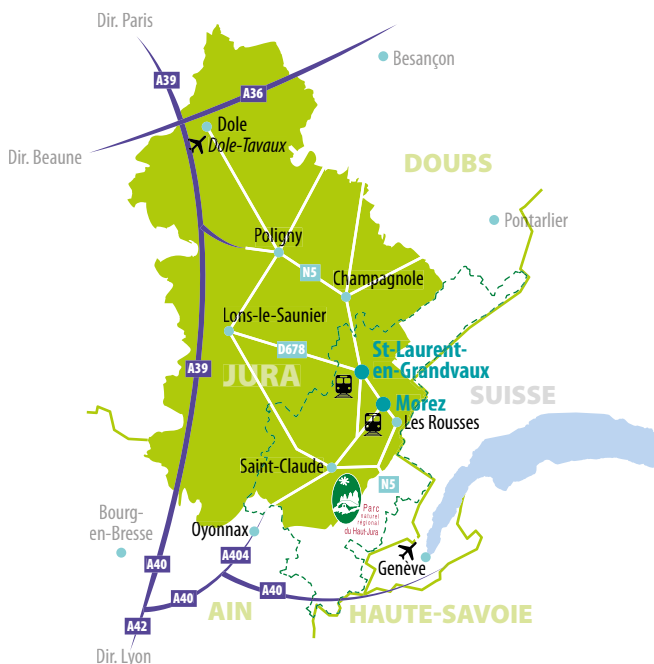 Dir. Paris
A39
Besançon
A36
Dole
Dole-Tavaux
Dir. Beaune
DOUBS
Pontarlier
Poligny
N5
Champagnole
Lons-le-Saunier
D678
St-Laurent-
en-Grandvaux
A39
JURA
SUISSE
Morez
Les Rousses
Saint-Claude
N5
Parc
naturel
régional
du Haut-Jura
Bourg-
en-Bresse
Oyonnax
A404
A40
Genève
A40
A40
AIN
HAUTE-SAVOIE
A42
Dir. Lyon